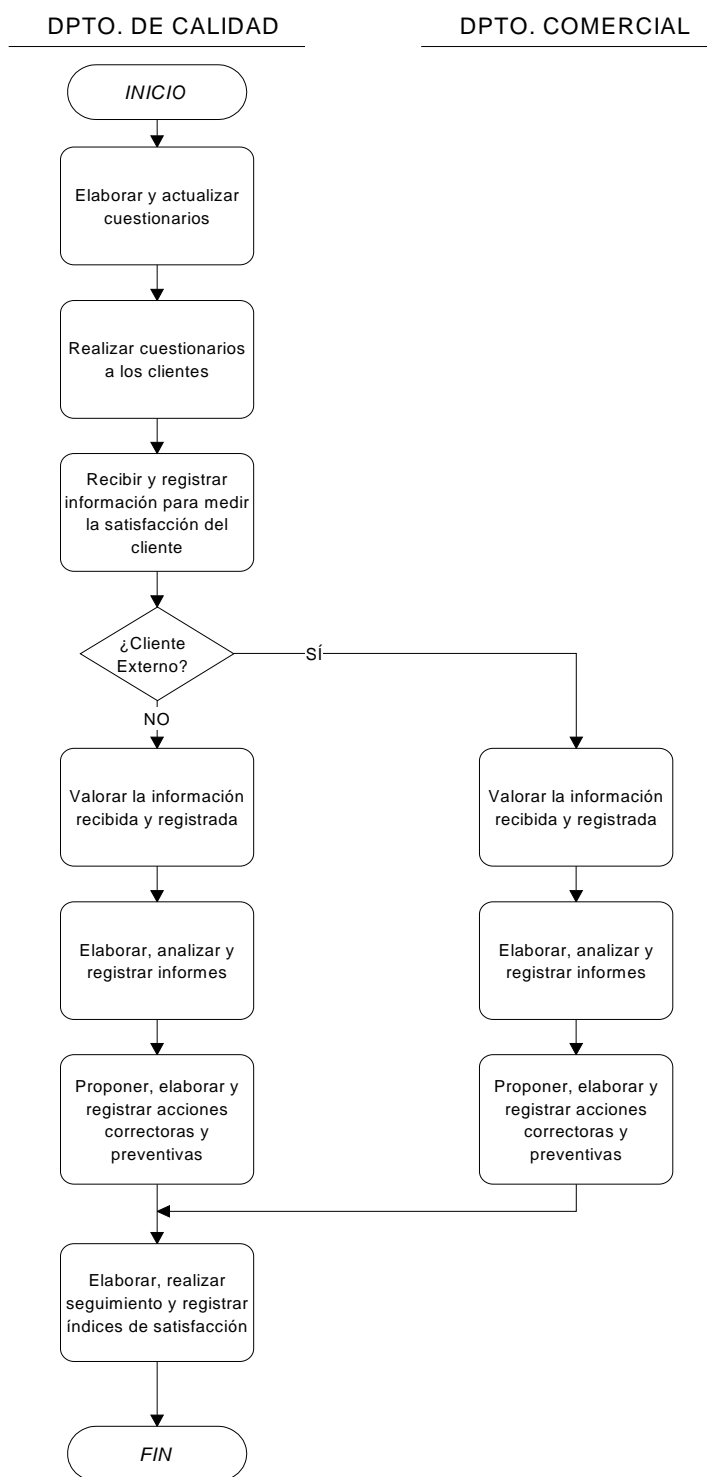 DPTO. DE CALIDAD
DPTO. COMERCIAL
INICIO
Elaborar y actualizar
cuestionarios
Realizar cuestionarios
a los clientes
Recibir y registrar
información para medir
la satisfacción del
cliente
¿Cliente
Externo?
SÍ
NO
Valorar la información
recibida y registrada
Valorar la información
recibida y registrada
Elaborar, analizar y
registrar informes
Elaborar, analizar y
registrar informes
Proponer, elaborar y
registrar acciones
correctoras y
preventivas
Proponer, elaborar y
registrar acciones
correctoras y
preventivas
Elaborar, realizar
seguimiento y registrar
índices de satisfacción
FIN